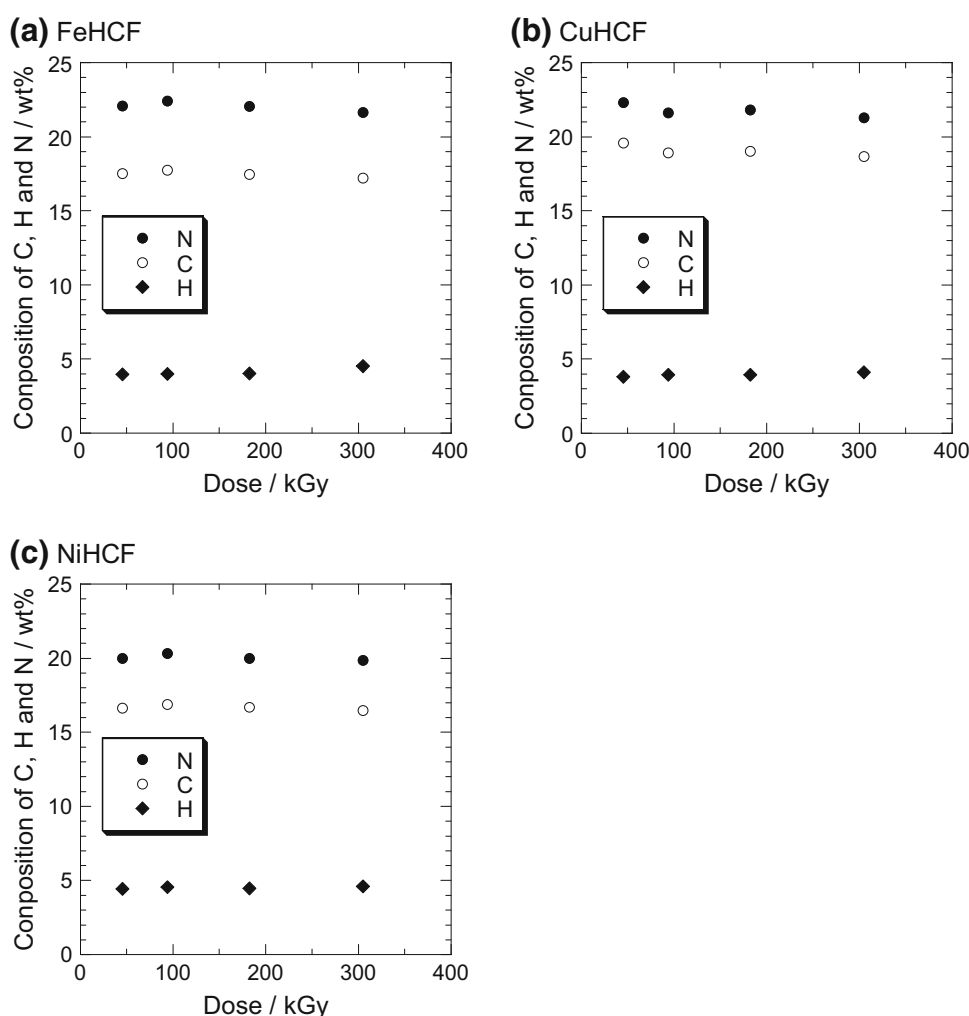 (a) FeHCF
Conposition of C, H and N / wt%
25
20
15
10
5
0
N
C
H
0 100 200 300 400
Dose / kGy
(b) CuHCF
Conposition of C, H and N / wt%
25
20
15
10
5
0
N
C
H
0 100 200 300 400
Dose / kGy
(c) NiHCF
Conposition of C, H and N / wt%
25
20
15
10
5
0
N
C
H
0 100 200 300 400
Dose / kGy